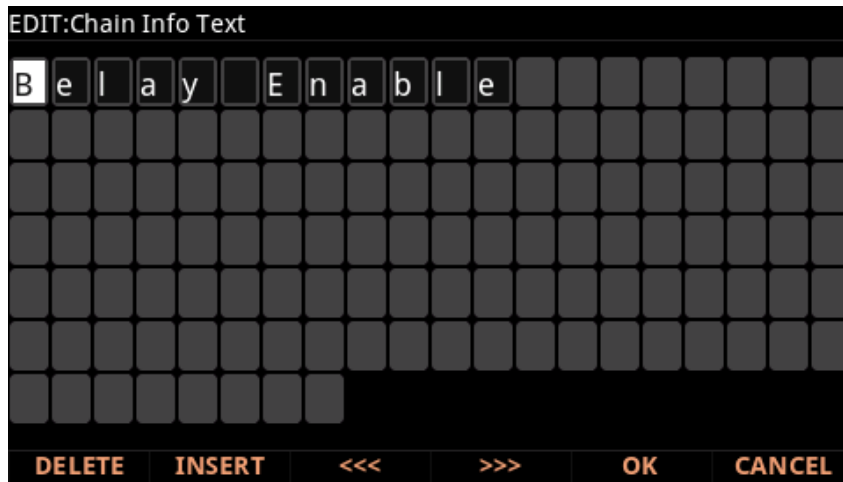 EDIT:Chain Info Text
Belay Enable
DELETE INSERT <<< >>> OK CANCEL